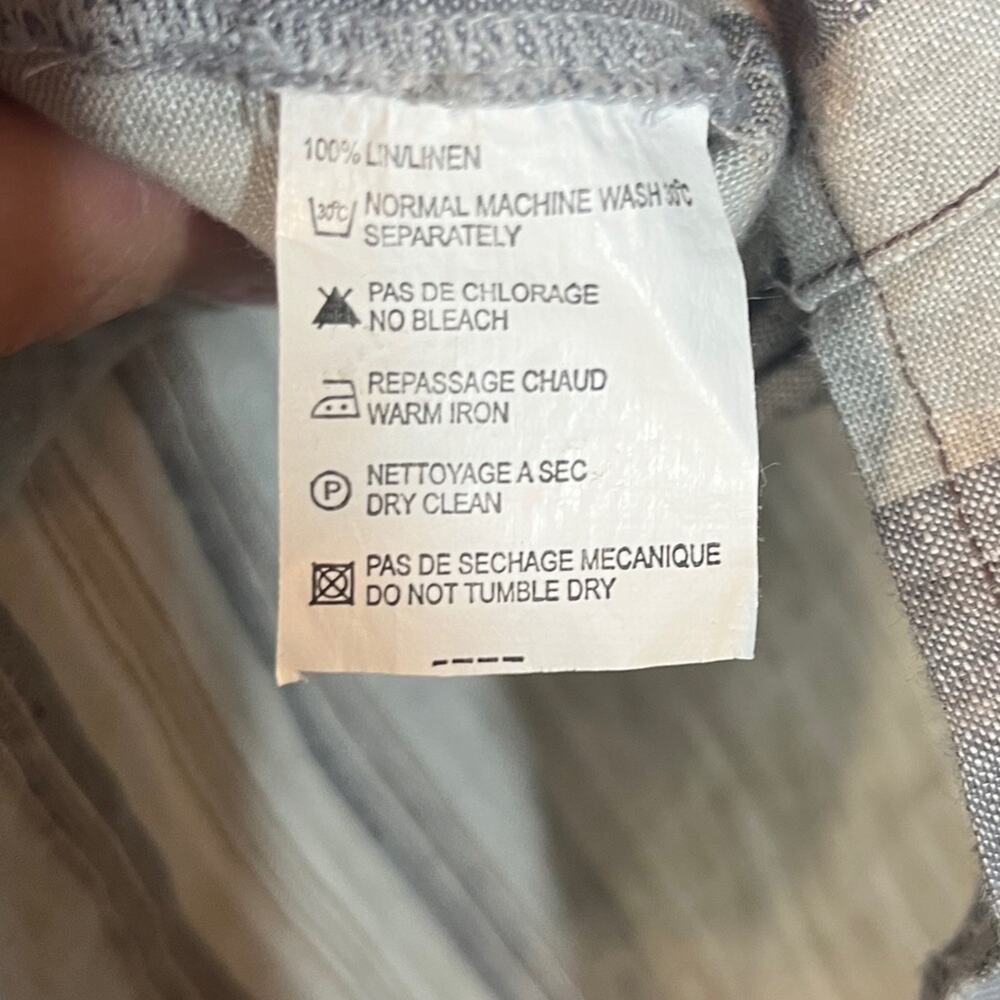 100% LIN/LINEN
30°C NORMAL MACHINE WASH 30°C
SEPARATELY
PAS DE CHLORAGE
NO BLEACH
REPASSAGE CHAUD
WARM IRON
P NETTOYAGE A SEC
DRY CLEAN
PAS DE SECHAGE MECANIQUE
DO NOT TUMBLE DRY